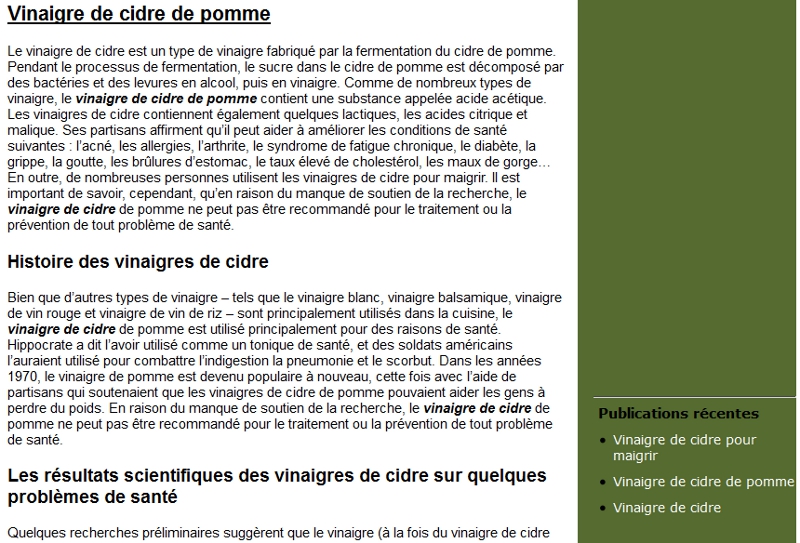 Vinaigre de cidre de pomme
Le vinaigre de cidre est un type de vinaigre fabriqué par la fermentation du cidre de pomme.
Pendant le processus de fermentation, le sucre dans le cidre de pomme est décomposé par
des bactéries et des levures en alcool, puis en vinaigre. Comme de nombreux types de
vinaigre, le vinaigre de cidre de pomme contient une substance appelée acide acétique.
Les vinaigres de cidre contiennent également quelques lactiques, les acides citrique et
malique. Ses partisans affirment qu’il peut aider à améliorer les conditions de santé
suivantes : l’acné, les allergies, l’arthrite, le syndrome de fatigue chronique, le diabète, la
grippe, la goutte, les brûlures d’estomac, le taux élevé de cholestérol, les maux de gorge…
En outre, de nombreuses personnes utilisent les vinaigres de cidre pour maigrir. Il est
important de savoir, cependant, qu’en raison du manque de soutien de la recherche, le
vinaigre de cidre de pomme ne peut pas être recommandé pour le traitement ou la
prévention de tout problème de santé.
Histoire des vinaigres de cidre
Bien que d’autres types de vinaigre – tels que le vinaigre blanc, vinaigre balsamique, vinaigre
de vin rouge et vinaigre de vin de riz – sont principalement utilisés dans la cuisine, le
vinaigre de cidre de pomme est utilisé principalement pour des raisons de santé.
Hippocrate a dit l’avoir utilisé comme un tonique de santé, et des soldats américains
l’auraient utilisé pour combattre l’indigestion la pneumonie et le scorbut. Dans les années
1970, le vinaigre de pomme est devenu populaire à nouveau, cette fois avec l’aide de
partisans qui soutenaient que les vinaigres de cidre de pomme pouvaient aider les gens à
perdre du poids. En raison du manque de soutien de la recherche, le vinaigre de cidre de
pomme ne peut pas être recommandé pour le traitement ou la prévention de tout problème
de santé.
Les résultats scientifiques des vinaigres de cidre sur quelques
problèmes de santé
Quelques recherches préliminaires suggèrent que le vinaigre (à la fois du vinaigre de cidre
Publications récentes
Vinaigre de cidre pour
maigrir
Vinaigre de cidre de pomme
Vinaigre de cidre